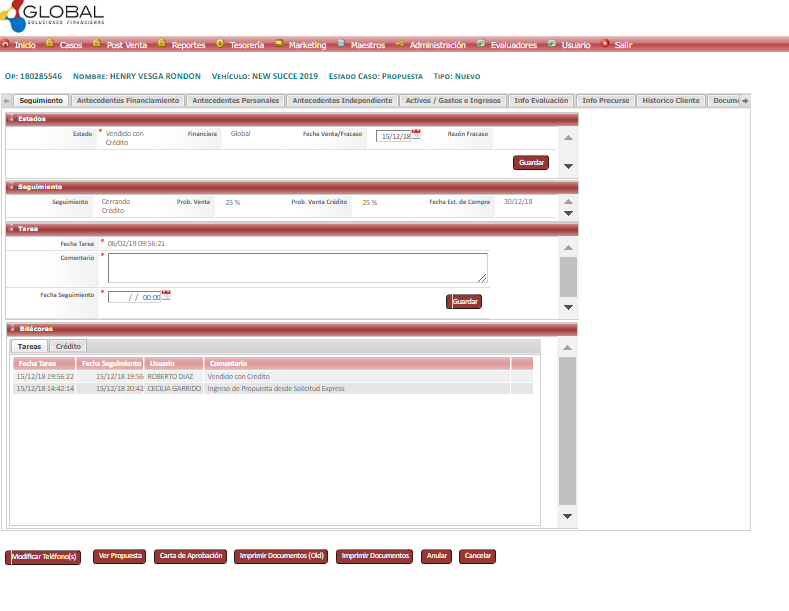 GLOBAL
SOLUCIONES FINANCIERAS
Inicio Casos Post Venta Reportes Tesorería Marketing Maestros Administración Evaluadores Usuario Salir
Op: 180285546 Nombre: HENRY VESGA RONDON Vehículo: NEW SUCCE 2019 Estado Caso: Propuesta Tipo: Nuevo
Seguimiento Antecedentes Financiamiento Antecedentes Personales Antecedentes Independiente Activos / Gastos e Ingresos Info Evaluación Info Precurse Historico Cliente Docum
Estados
Estado * Vendido con Crédito Financiera Global Fecha Venta/Fracaso 15/12/18 Razón Fracaso
Guardar
Seguimiento
Seguimiento Cerrando Crédito Prob. Venta 25 % Prob. Venta Crédito 25 % Fecha Est. de Compra 30/12/18
Tarea
Fecha Tarea * 06/02/19 09:56:21
Comentario *
Fecha Seguimiento * / / 00:00
Guardar
Bitácoras
Tareas Crédito
Fecha Tarea Fecha Seguimiento Usuario Comentario
15/12/18 19:56:22 15/12/18 19:56 ROBERTO DIAZ Vendido con Crédito
15/12/18 14:42:14 15/12/18 20:42 CECILIA GARRIDO Ingreso de Propuesta desde Solicitud Express
Modificar Teléfono(s) Ver Propuesta Carta de Aprobación Imprimir Documentos (Old) Imprimir Documentos Anular Cancelar